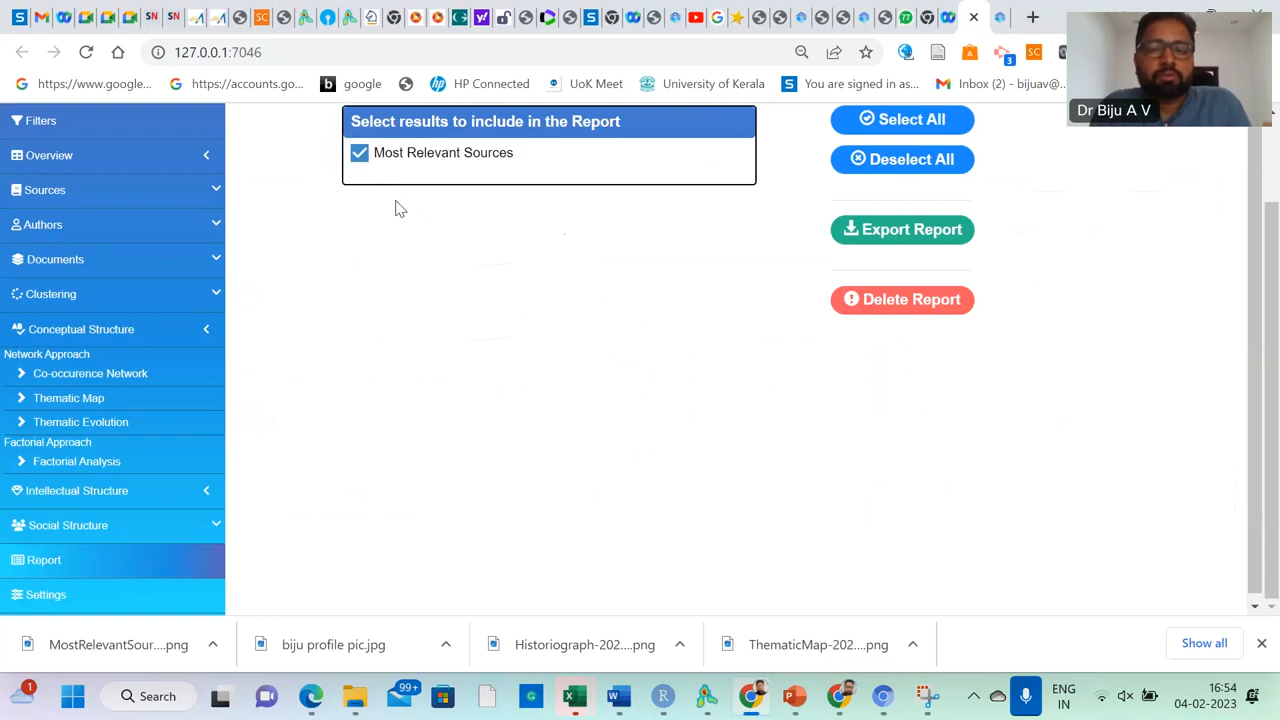 127.0.0.1:7046
https://www.google...
https://accounts.go...
google
HP Connected
UoK Meet
University of Kerala
You are signed in as...
Inbox (2) - bijuav@...
Dr Biju A V
Filters
Overview
Sources
Authors
Documents
Clustering
Conceptual Structure
Network Approach
Co-occurence Network
Thematic Map
Thematic Evolution
Factorial Approach
Factorial Analysis
Intellectual Structure
Social Structure
Report
Settings
Select results to include in the Report
Most Relevant Sources
Select All
Deselect All
Export Report
Delete Report
MostRelevantSour....png
biju profile pic.jpg
Historiograph-202....png
ThematicMap-202....png
Show all
1
Search
99+
ENG
IN
16:54
04-02-2023